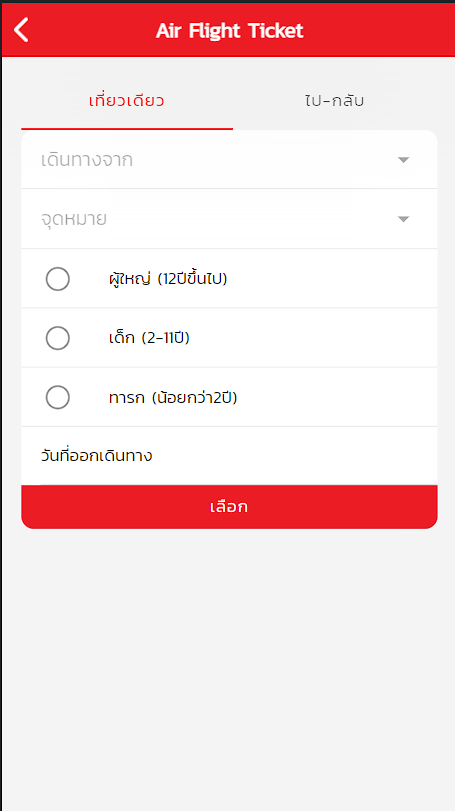 Air Flight Ticket
เที่ยวเดียว
ไป-กลับ
เดินทางจาก
จุดหมาย
ผู้ใหญ่ (12ปีขึ้นไป)
เด็ก (2-11ปี)
ทารก (น้อยกว่า2ปี)
วันที่ออกเดินทาง
เลือก